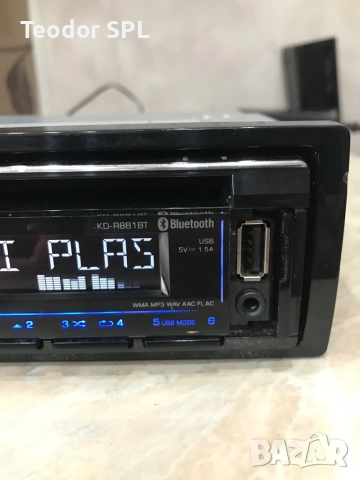 Teodor SPL
KD-R881BT Bluetooth
USB
5V⎓1.5A
I PLAS
WMA MP3 WAV AAC FLAC
2 3 4 5 USB MODE 6
BAZAR